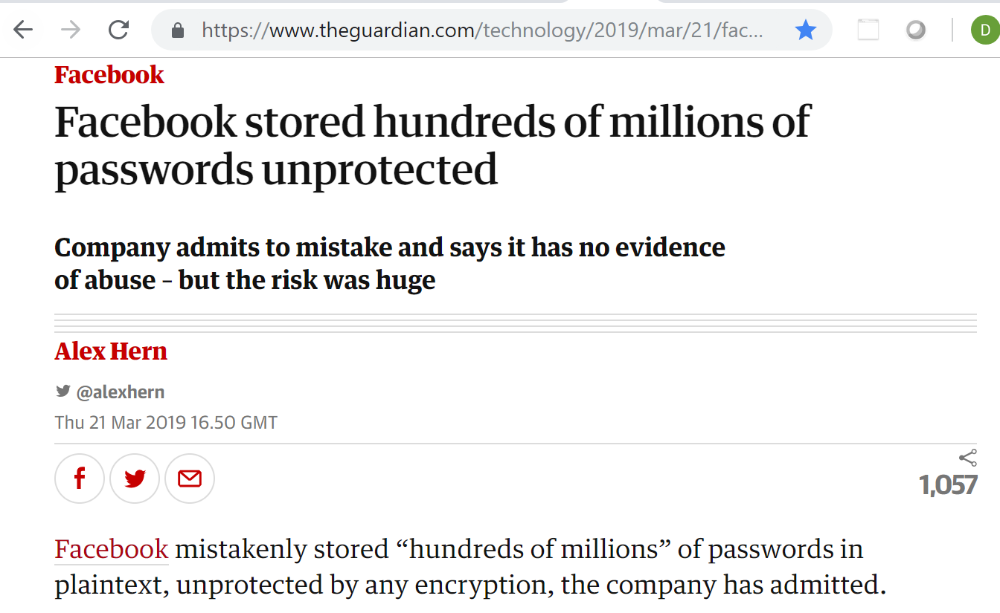 https://www.theguardian.com/technology/2019/mar/21/fac...
D
Facebook
Facebook stored hundreds of millions of
passwords unprotected
Company admits to mistake and says it has no evidence
of abuse – but the risk was huge
Alex Hern
@alexhern
Thu 21 Mar 2019 16.50 GMT
1,057
Facebook mistakenly stored “hundreds of millions” of passwords in
plaintext, unprotected by any encryption, the company has admitted.